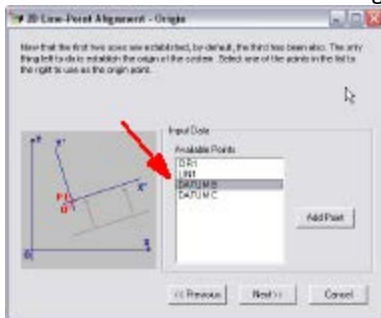 2D Line-Point Alignment - Origin
Now that the first two axes are established, by default, the third has been also. The only
thing left to do is establish the origin of the system. Select one of the points in the list to
the right to use as the origin point.
Input Data
Available Points
LIN1
DATUM B
DATUM C
Add Point
<< Previous
Next >>
Cancel